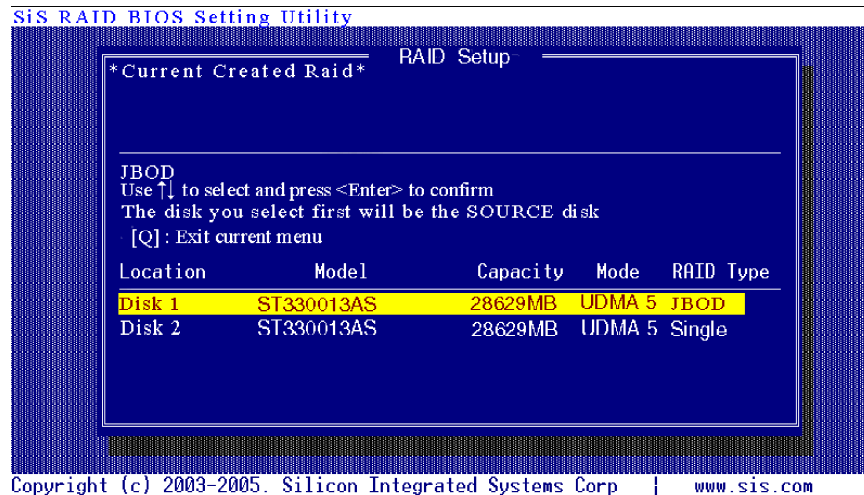 SiS RAID BIOS Setting Utility
RAID Setup
*Current Created Raid*
JBOD
Use ↑↓ to select and press <Enter> to confirm
The disk you select first will be the SOURCE disk
[Q] : Exit current menu
Location Model Capacity Mode RAID Type
Disk 1 ST330013AS 28629MB UDMA 5 JBOD
Disk 2 ST330013AS 28629MB UDMA 5 Single
Copyright (c) 2003-2005. Silicon Integrated Systems Corp | www.sis.com